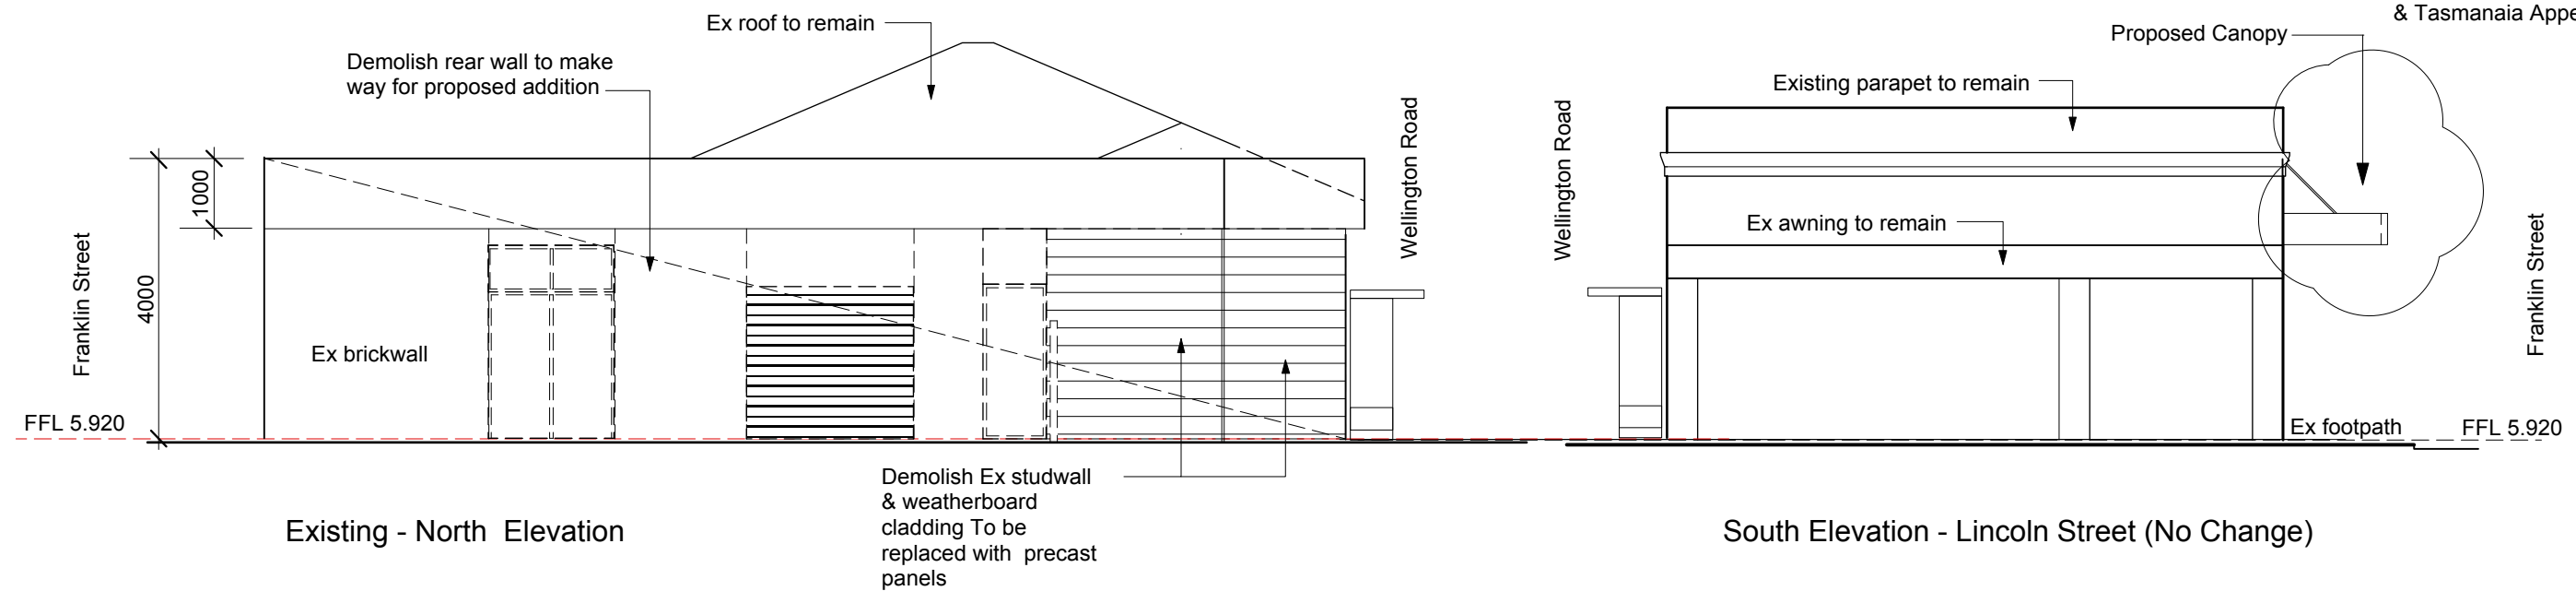 & Tasmanaia Appe
Ex roof to remain
Proposed Canopy
Demolish rear wall to make
way for proposed addition
Existing parapet to remain
Wellington Road
Wellington Road
1000
Ex awning to remain
Franklin Street
4000
Franklin Street
Ex brickwall
FFL 5.920
Ex footpath
FFL 5.920
Demolish Ex studwall
& weatherboard
cladding To be
replaced with precast
panels
Existing - North Elevation
South Elevation - Lincoln Street (No Change)